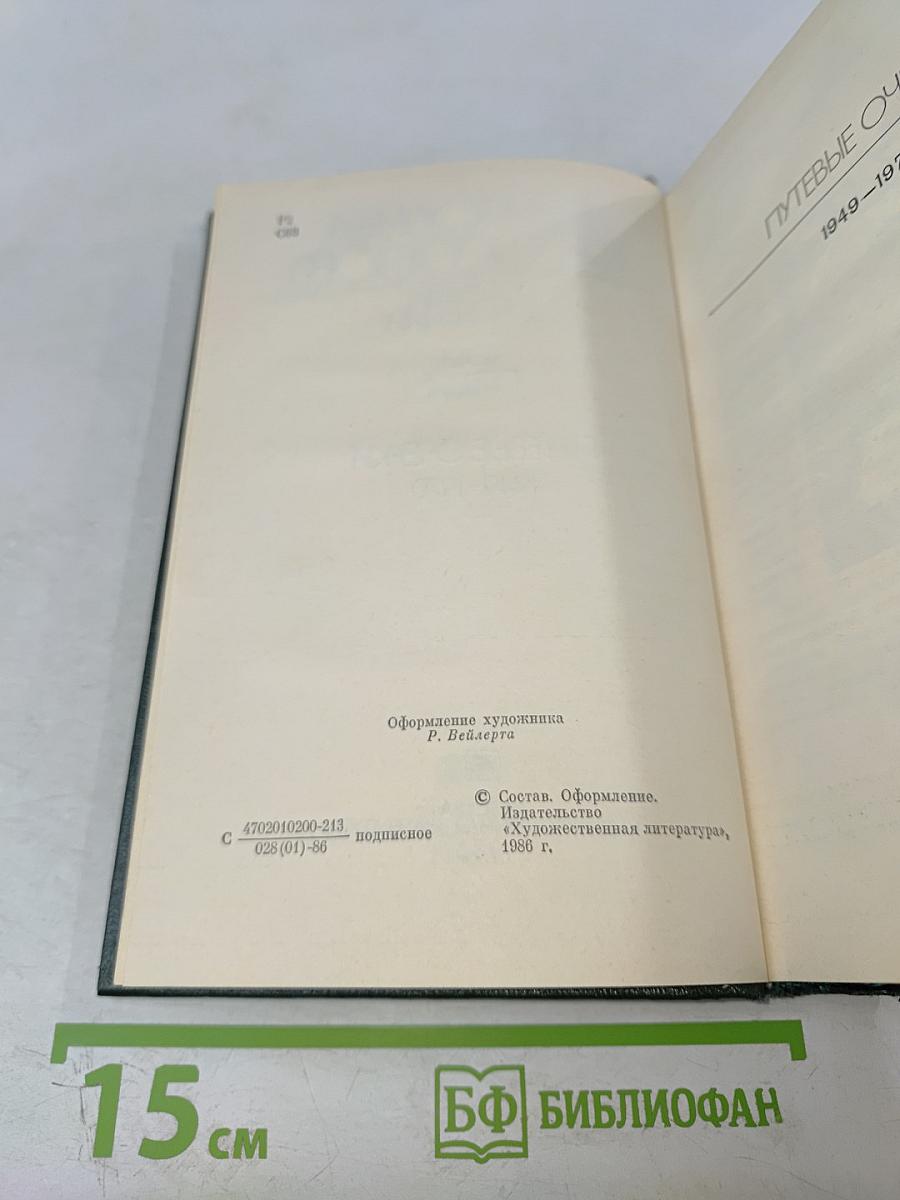 Р2
С88
Оформление художника
Р. Вейлерта
С 4702010200-213
028(01)-86
подписное
© Состав. Оформление.
Издательство
«Художественная литература»,
1986 г.
ПУТЕВЫЕ
1949—197
15 см
БФ БИБЛИОФАН